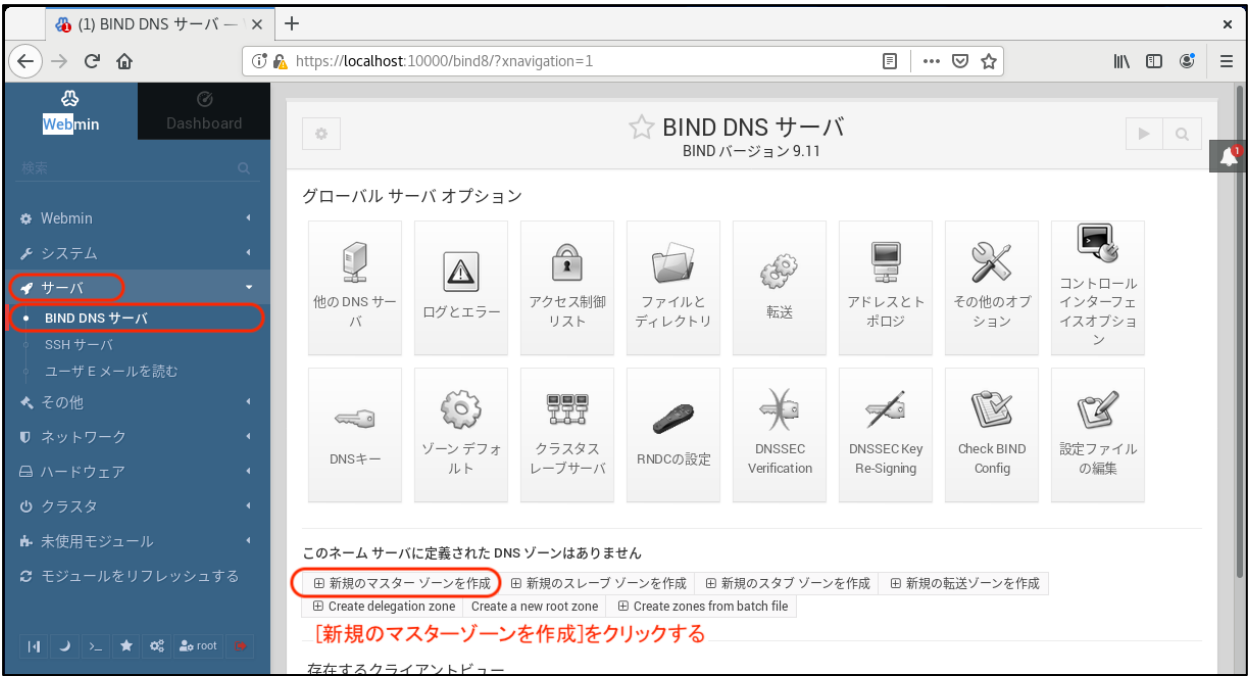 (1) BIND DNS サーバ —
https://localhost:10000/bind8/?xnavigation=1
Webmin
Dashboard
検索
Webmin
システム
サーバ
BIND DNS サーバ
SSH サーバ
ユーザ E メールを読む
その他
ネットワーク
ハードウェア
クラスタ
未使用モジュール
モジュールをリフレッシュする
root
BIND DNS サーバ
BIND バージョン 9.11
1
グローバル サーバ オプション
他の DNS サー
バ
ログとエラー
アクセス制御
リスト
ファイルと
ディレクトリ
転送
アドレスとト
ポロジ
その他のオプ
ション
コントロール
インターフェ
イスオプショ
ン
DNSキー
ゾーン デフォ
ルト
クラスタス
レーブサーバ
RNDCの設定
DNSSEC
Verification
DNSSEC Key
Re-Signing
Check BIND
Config
設定ファイル
の編集
このネーム サーバに定義された DNS ゾーンはありません
新規のマスター ゾーンを作成 新規のスレーブ ゾーンを作成 新規のスタブ ゾーンを作成 新規の転送ゾーンを作成
Create delegation zone Create a new root zone Create zones from batch file
[新規のマスターゾーンを作成]をクリックする
存在するクライアントビュー